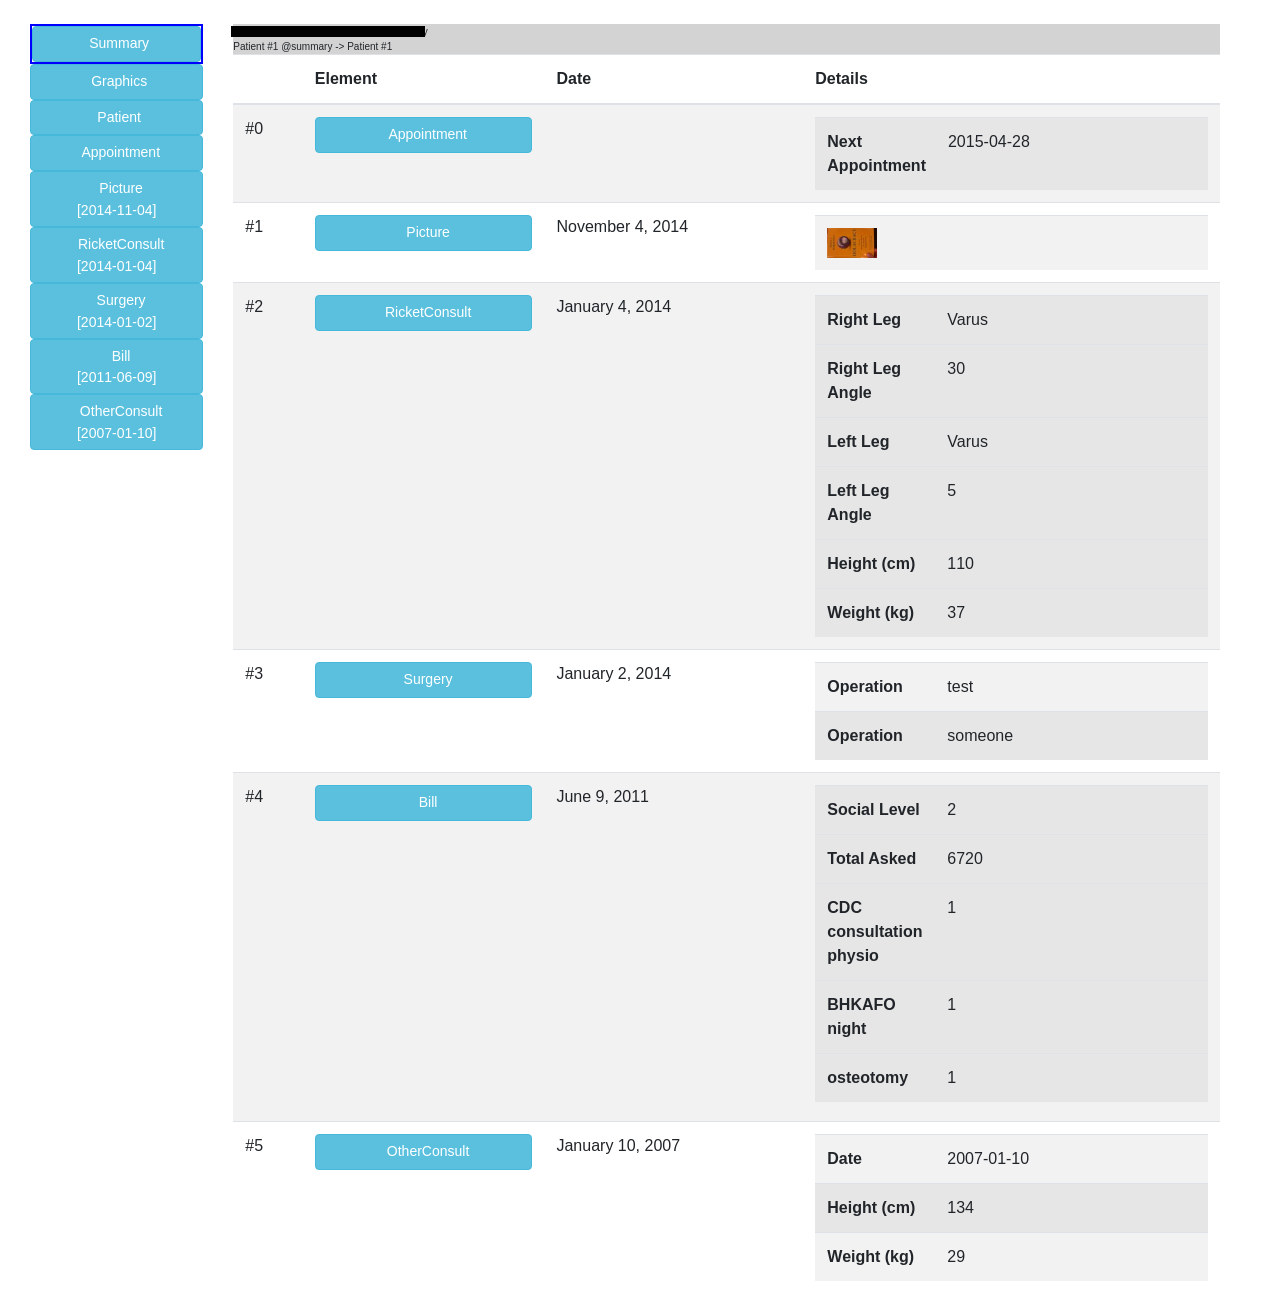 Summary
Graphics
Patient
Appointment
Picture
[2014-11-04]
RicketConsult
[2014-01-04]
Surgery
[2014-01-02]
Bill
[2011-06-09]
OtherConsult
[2007-01-10]
Patient #1 @summary -> Patient #1
Element Date Details
#0 Appointment
Next Appointment 2015-04-28
#1 Picture November 4, 2014
#2 RicketConsult January 4, 2014
Right Leg Varus
Right Leg Angle 30
Left Leg Varus
Left Leg Angle 5
Height (cm) 110
Weight (kg) 37
#3 Surgery January 2, 2014
Operation test
Operation someone
#4 Bill June 9, 2011
Social Level 2
Total Asked 6720
CDC consultation physio 1
BHKAFO night 1
osteotomy 1
#5 OtherConsult January 10, 2007
Date 2007-01-10
Height (cm) 134
Weight (kg) 29